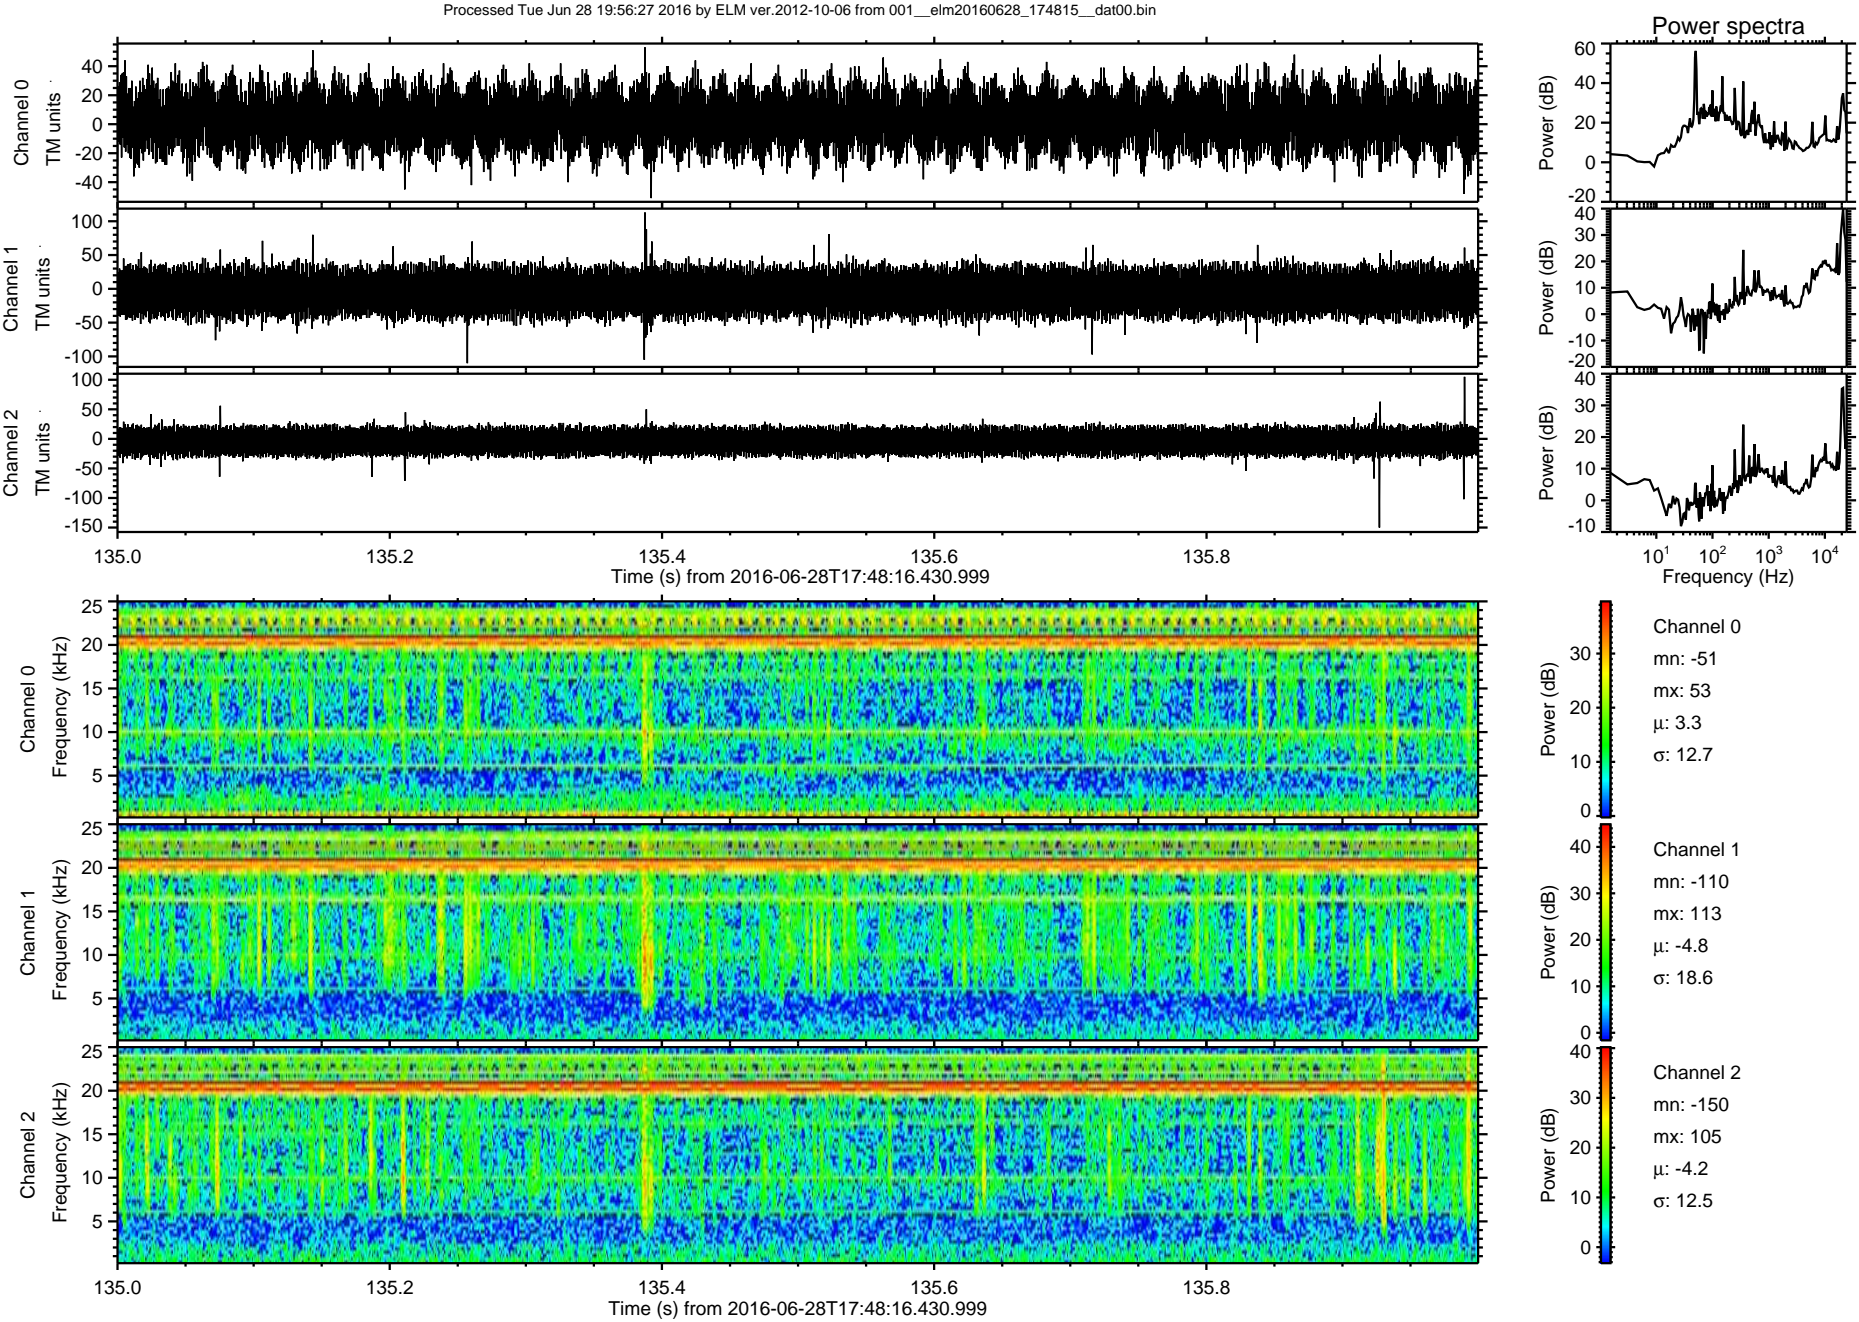 Processed Tue Jun 28 19:56:27 2016 by ELM ver.2012-10-06 from 001__elm20160628_174815__dat00.bin
Power spectra
Channel 0
TM units
40
20
0
-20
-40
Power (dB)
60
40
20
0
-20
Channel 1
TM units
100
50
0
-50
-100
Power (dB)
40
30
20
10
0
-10
-20
Channel 2
TM units
100
50
0
-50
-100
-150
Power (dB)
40
30
20
10
0
-10
135.0 135.2 135.4 135.6 135.8
Time (s) from 2016-06-28T17:48:16.430.999
10^1 10^2 10^3 10^4
Frequency (Hz)
Channel 0
Frequency (kHz)
25
20
15
10
5
Power (dB)
30
20
10
0
Channel 0
mn: -51
mx: 53
μ: 3.3
σ: 12.7
Channel 1
Frequency (kHz)
25
20
15
10
5
Power (dB)
40
30
20
10
0
Channel 1
mn: -110
mx: 113
μ: -4.8
σ: 18.6
Channel 2
Frequency (kHz)
25
20
15
10
5
Power (dB)
40
30
20
10
0
Channel 2
mn: -150
mx: 105
μ: -4.2
σ: 12.5
135.0 135.2 135.4 135.6 135.8
Time (s) from 2016-06-28T17:48:16.430.999